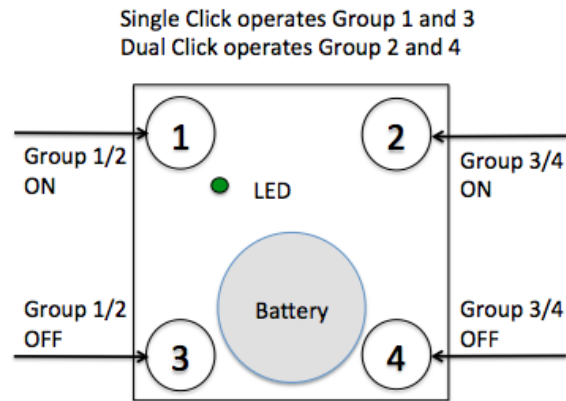 Single Click operates Group 1 and 3
Dual Click operates Group 2 and 4
1
2
Group 1/2
ON
Group 3/4
ON
LED
Group 1/2
OFF
Battery
Group 3/4
OFF
3
4